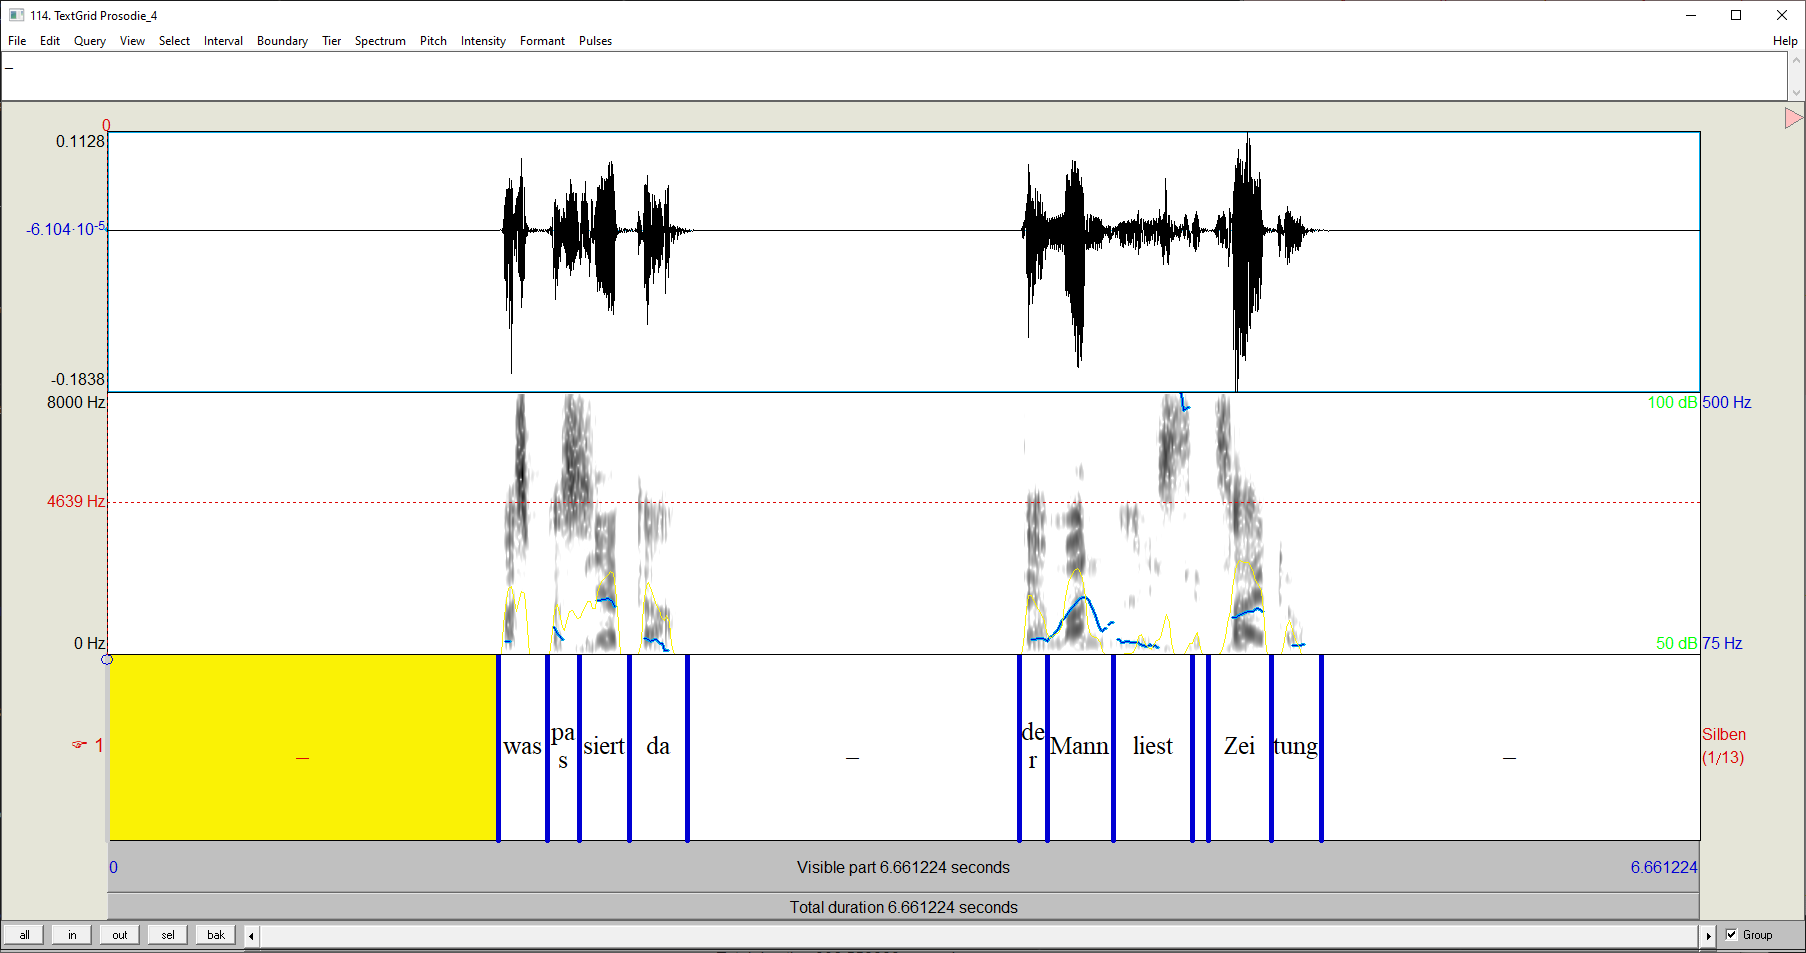 114. TextGrid Prosodie_4
File Edit Query View Select Interval Boundary Tier Spectrum Pitch Intensity Formant Pulses Help
–
0
0.1128
-6.104·10-5
-0.1838
8000 Hz 100 dB 500 Hz
4639 Hz
0 Hz 50 dB 75 Hz
☞ 1 _ was pas siert da _ der Mann liest Zei tung _ Silben (1/13)
0 Visible part 6.661224 seconds 6.661224
Total duration 6.661224 seconds
all in out sel bak Group